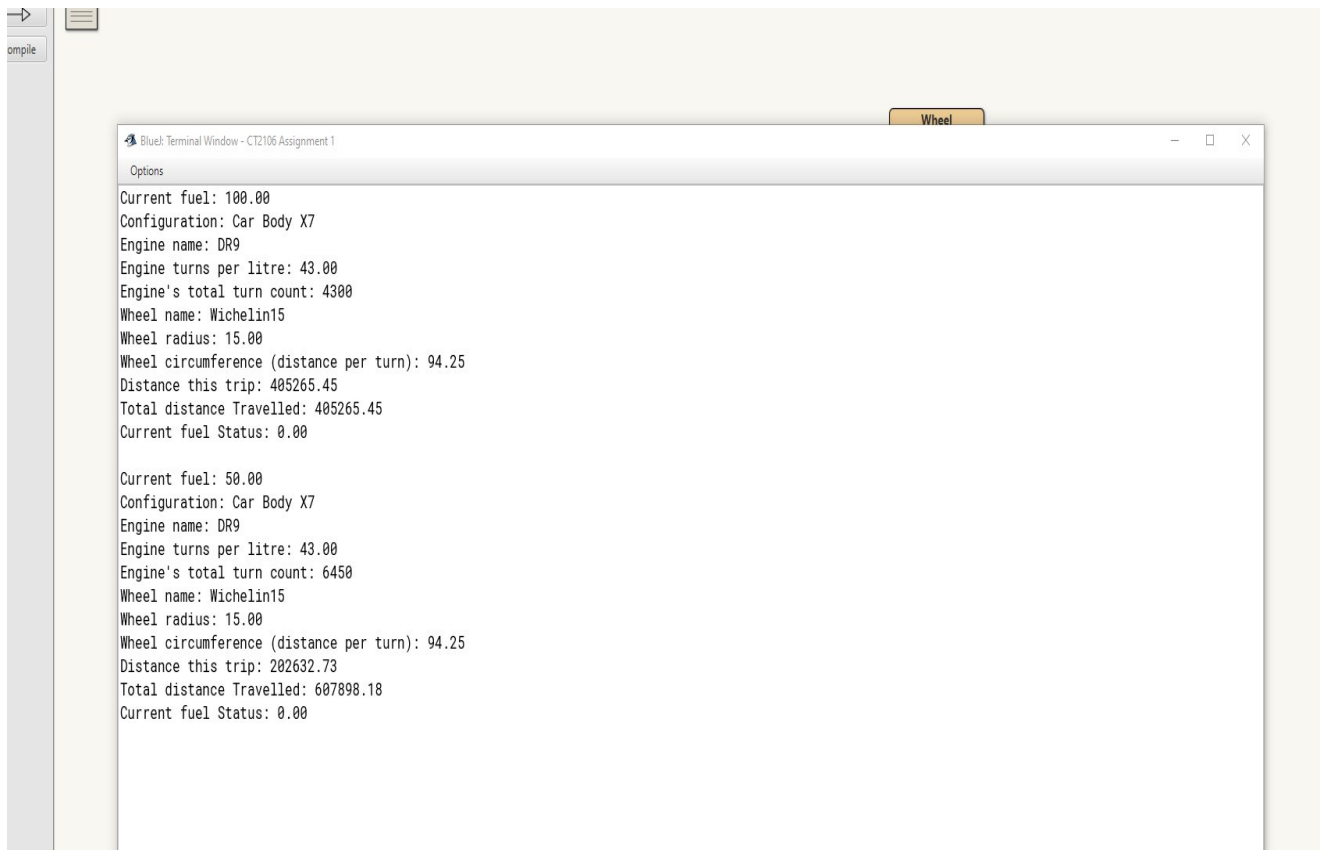 ompile
Wheel
BlueJ: Terminal Window - CT2106 Assignment 1
Options
Current fuel: 100.00
Configuration: Car Body X7
Engine name: DR9
Engine turns per litre: 43.00
Engine's total turn count: 4300
Wheel name: Wichelin15
Wheel radius: 15.00
Wheel circumference (distance per turn): 94.25
Distance this trip: 405265.45
Total distance Travelled: 405265.45
Current fuel Status: 0.00
Current fuel: 50.00
Configuration: Car Body X7
Engine name: DR9
Engine turns per litre: 43.00
Engine's total turn count: 6450
Wheel name: Wichelin15
Wheel radius: 15.00
Wheel circumference (distance per turn): 94.25
Distance this trip: 202632.73
Total distance Travelled: 607898.18
Current fuel Status: 0.00